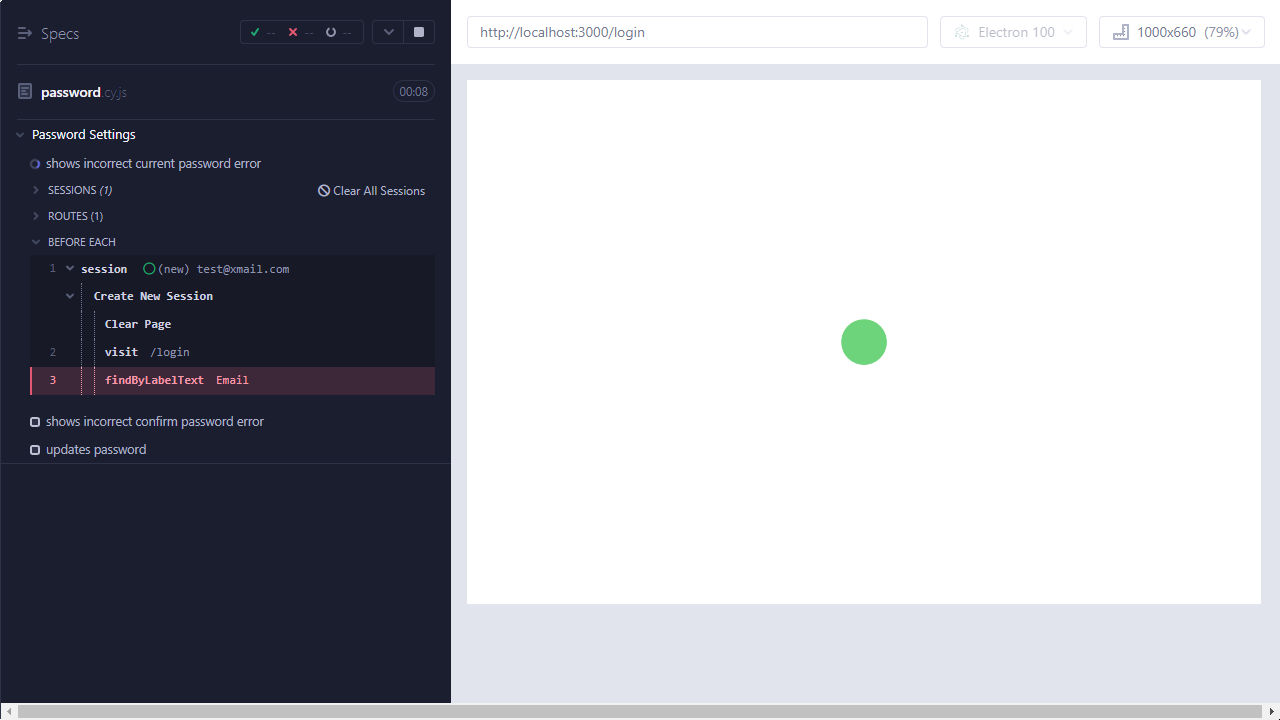 Specs
-- -- --
password.cy.js
00:08
Password Settings
shows incorrect current password error
SESSIONS (1)
Clear All Sessions
ROUTES (1)
BEFORE EACH
1 session (new) test@xmail.com
Create New Session
Clear Page
2 visit /login
3 findByLabelText Email
shows incorrect confirm password error
updates password
http://localhost:3000/login
Electron 100
1000x660 (79%)